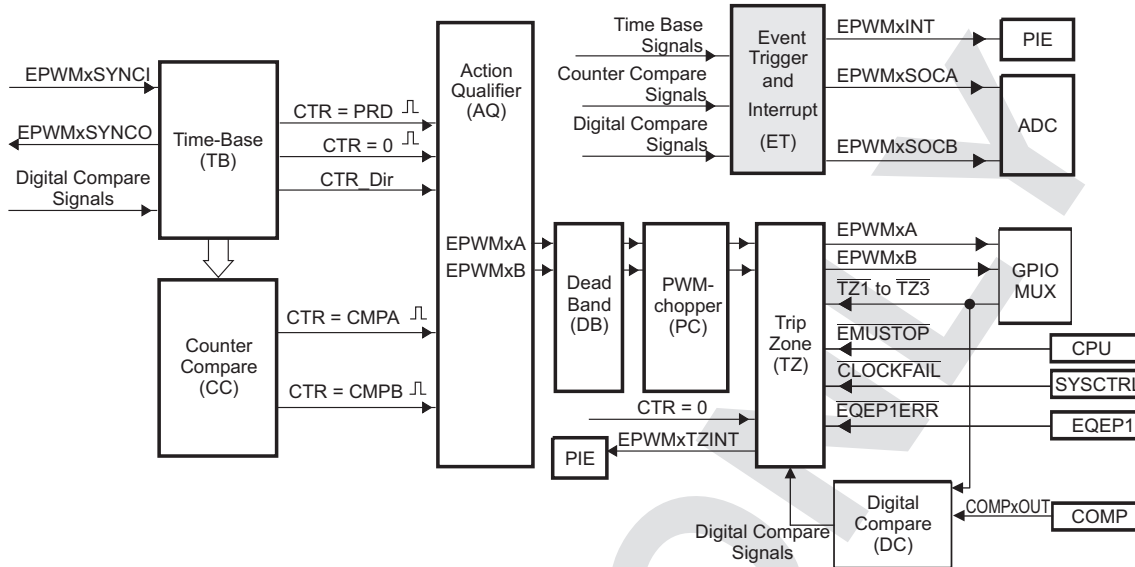 EPWMxSYNCI
EPWMxSYNCO
Digital Compare
Signals
Time-Base
(TB)
CTR = PRD
CTR = 0
CTR_Dir
Counter
Compare
(CC)
CTR = CMPA
CTR = CMPB
Action
Qualifier
(AQ)
EPWMxA
EPWMxB
Dead
Band
(DB)
PWM-
chopper
(PC)
Time Base
Signals
Counter Compare
Signals
Digital Compare
Signals
Event
Trigger
and
Interrupt
(ET)
EPWMxINT
EPWMxSOCA
EPWMxSOCB
PIE
ADC
Trip
Zone
(TZ)
EPWMxA
EPWMxB
TZ1 to TZ3
EMUSTOP
CLOCKFAIL
EQEP1ERR
GPIO
MUX
CPU
SYSCTRL
EQEP1
CTR = 0
EPWMxTZINT
PIE
Digital Compare
Signals
Digital
Compare
(DC)
COMPxOUT
COMP